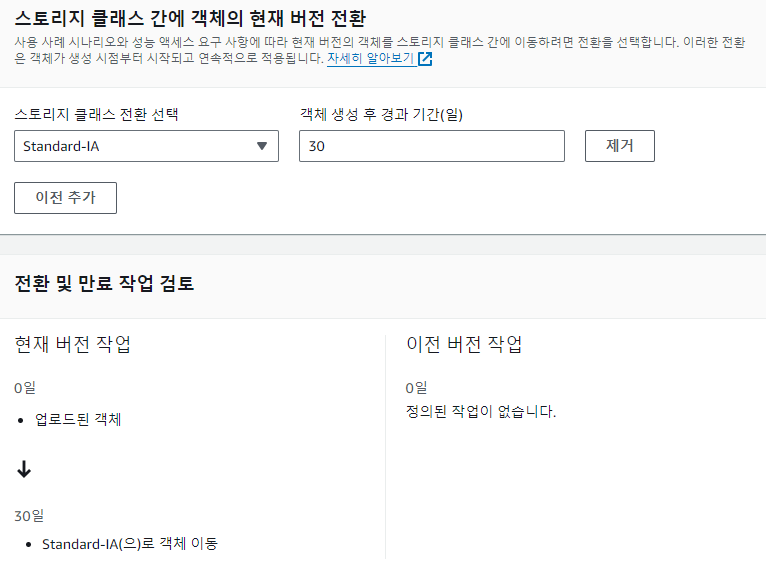 스토리지 클래스 간에 객체의 현재 버전 전환
사용 사례 시나리오와 성능 액세스 요구 사항에 따라 현재 버전의 객체를 스토리지 클래스 간에 이동하려면 전환을 선택합니다. 이러한 전환
은 객체가 생성 시점부터 시작되고 연속적으로 적용됩니다. 자세히 알아보기
스토리지 클래스 전환 선택
객체 생성 후 경과 기간(일)
Standard-IA
30
제거
이전 추가
전환 및 만료 작업 검토
현재 버전 작업
0일
• 업로드된 객체
↓
30일
• Standard-IA(으)로 객체 이동
이전 버전 작업
0일
정의된 작업이 없습니다.